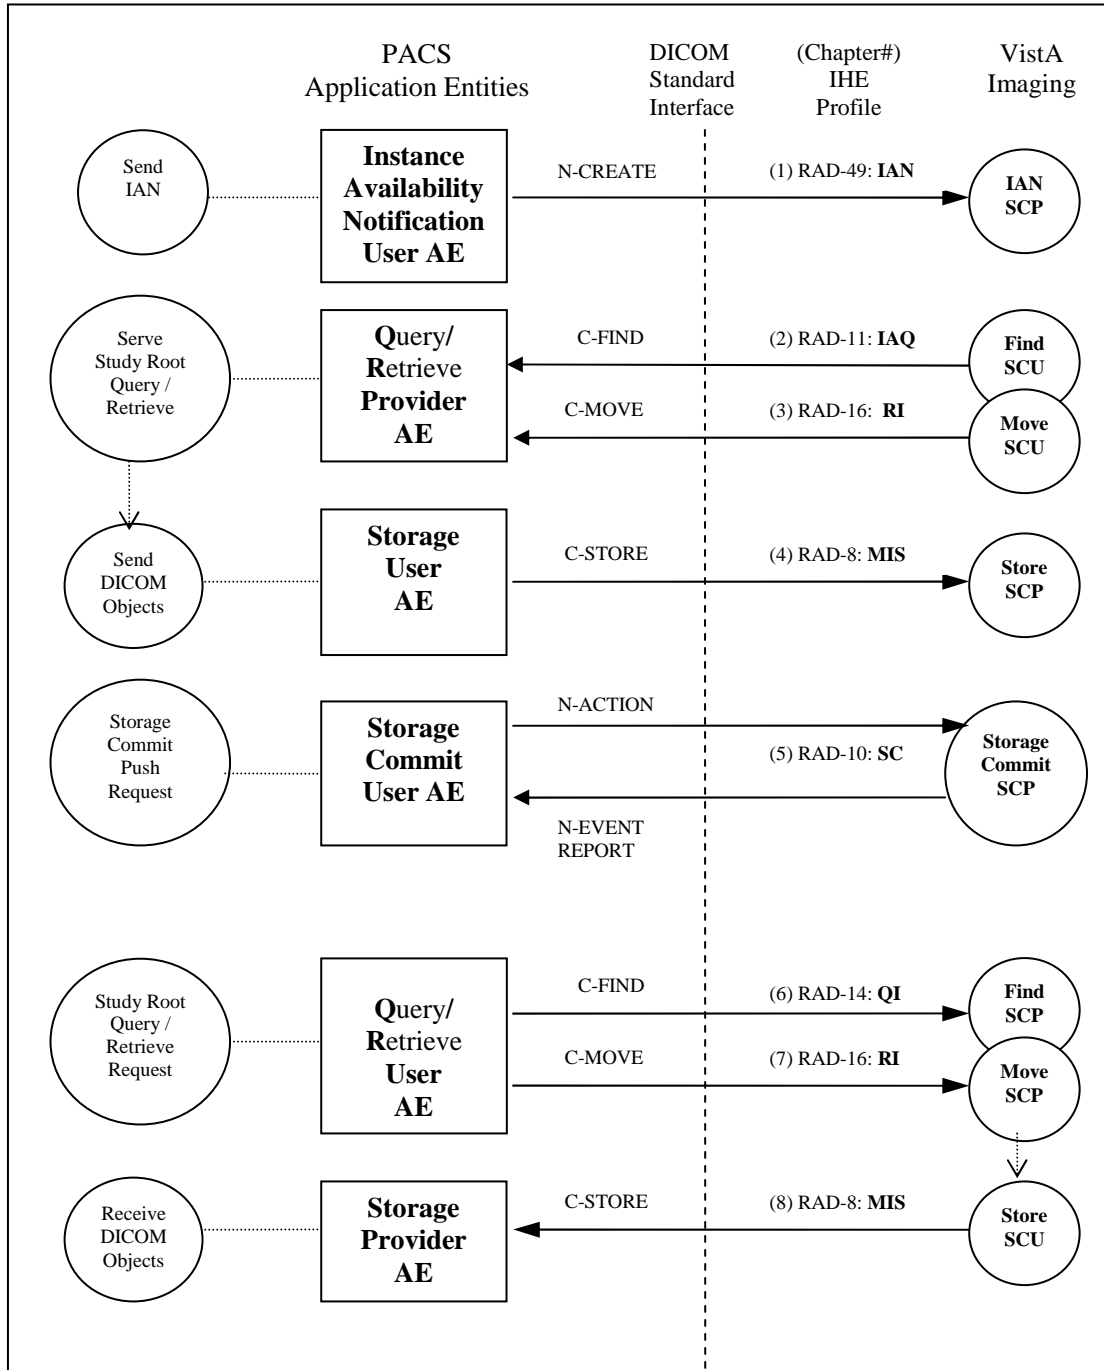 PACS
Application Entities
DICOM
Standard
Interface
(Chapter#)
IHE
Profile
VistA
Imaging
Send
IAN
Instance
Availability
Notification
User AE
N-CREATE
(1) RAD-49: IAN
IAN
SCP
Serve
Study Root
Query /
Retrieve
Query/
Retrieve
Provider
AE
C-FIND
(2) RAD-11: IAQ
Find
SCU
C-MOVE
(3) RAD-16: RI
Move
SCU
Send
DICOM
Objects
Storage
User
AE
C-STORE
(4) RAD-8: MIS
Store
SCP
Storage
Commit
Push
Request
Storage
Commit
User AE
N-ACTION
(5) RAD-10: SC
N-EVENT
REPORT
Storage
Commit
SCP
Study Root
Query /
Retrieve
Request
Query/
Retrieve
User
AE
C-FIND
(6) RAD-14: QI
Find
SCP
C-MOVE
(7) RAD-16: RI
Move
SCP
Receive
DICOM
Objects
Storage
Provider
AE
C-STORE
(8) RAD-8: MIS
Store
SCU